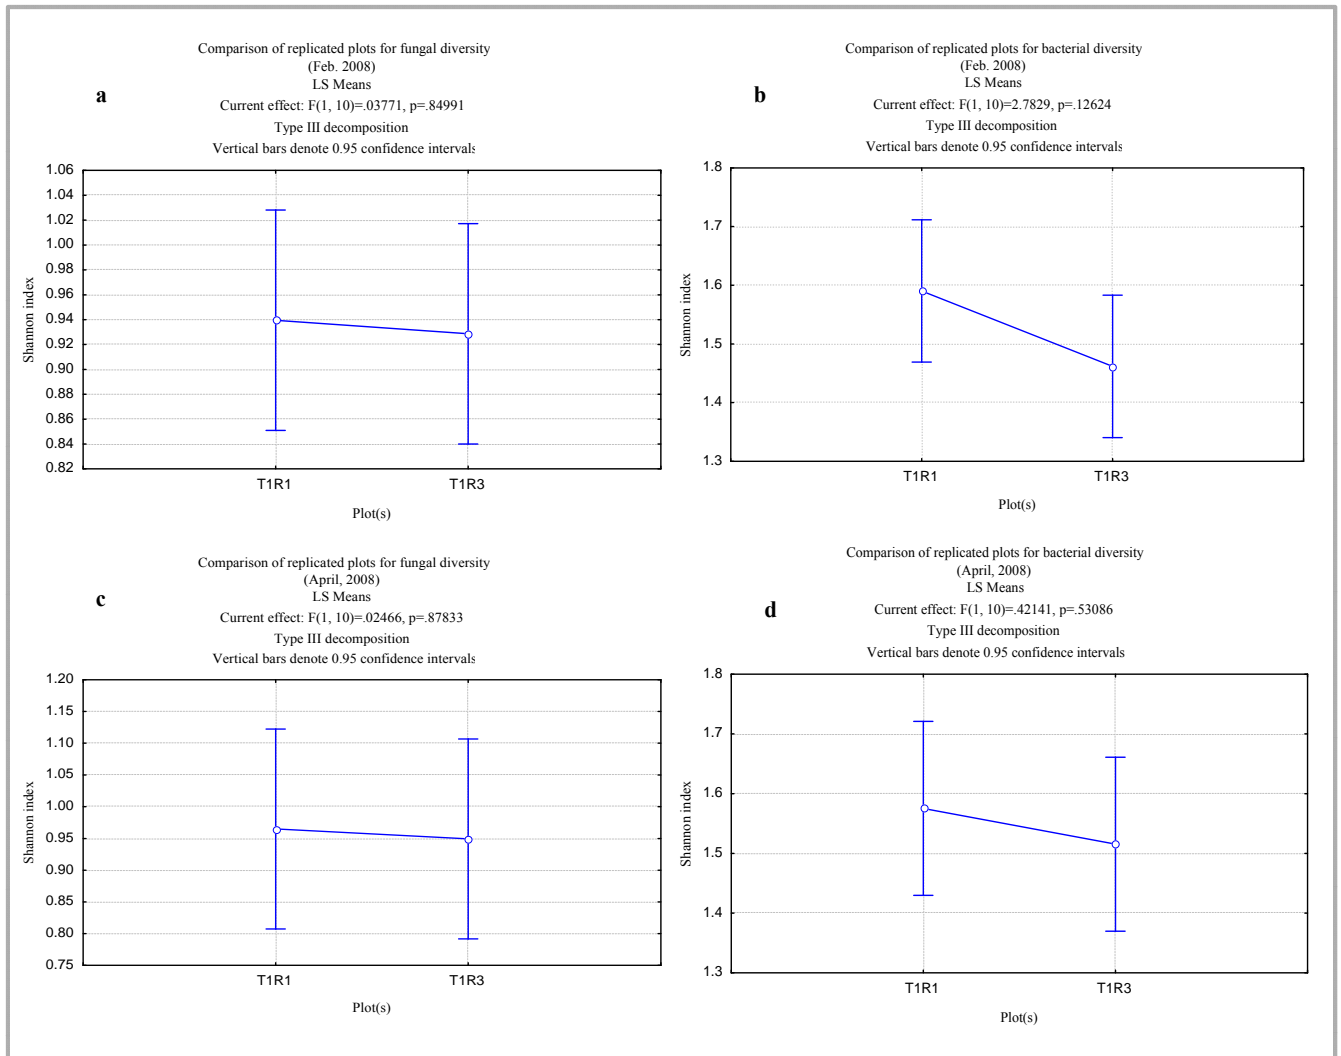 Comparison of replicated plots for fungal diversity
(Feb. 2008)
LS Means
a
Current effect: F(1, 10)=.03771, p=.84991
Type III decomposition
Vertical bars denote 0.95 confidence intervals
1.06
1.04
1.02
1.00
0.98
0.96
0.94
0.92
0.90
0.88
0.86
0.84
0.82
Shannon index
T1R1 T1R3
Plot(s)
Comparison of replicated plots for bacterial diversity
(Feb. 2008)
LS Means
b
Current effect: F(1, 10)=2.7829, p=.12624
Type III decomposition
Vertical bars denote 0.95 confidence intervals
1.8
1.7
1.6
1.5
1.4
1.3
Shannon index
T1R1 T1R3
Plot(s)
Comparison of replicated plots for fungal diversity
(April, 2008)
LS Means
c
Current effect: F(1, 10)=.02466, p=.87833
Type III decomposition
Vertical bars denote 0.95 confidence intervals
1.20
1.15
1.10
1.05
1.00
0.95
0.90
0.85
0.80
0.75
Shannon index
T1R1 T1R3
Plot(s)
Comparison of replicated plots for bacterial diversity
(April, 2008)
LS Means
d
Current effect: F(1, 10)=.42141, p=.53086
Type III decomposition
Vertical bars denote 0.95 confidence intervals
1.8
1.7
1.6
1.5
1.4
1.3
Shannon index
T1R1 T1R3
Plot(s)